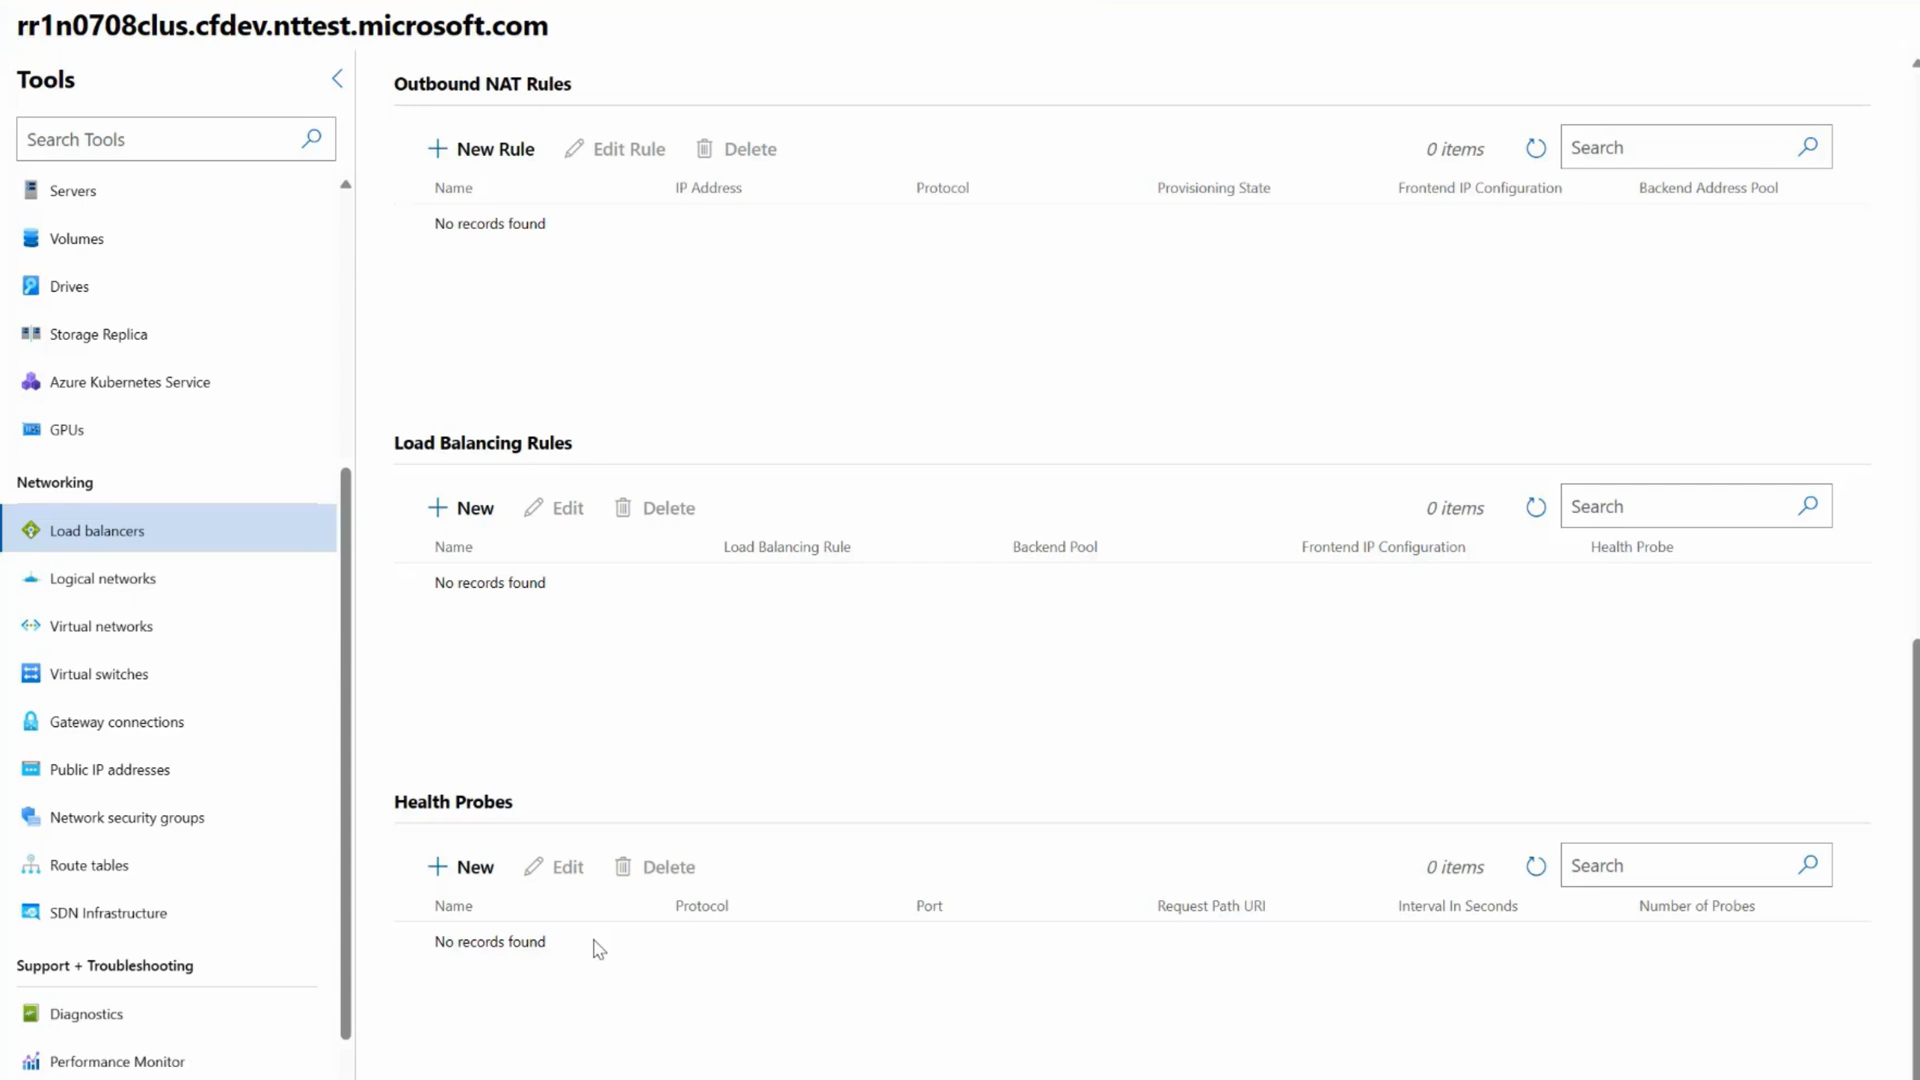 rr1n0708clus.cfdev.nttest.microsoft.com
Tools
Search Tools
Servers
Volumes
Drives
Storage Replica
Azure Kubernetes Service
GPUs
Networking
Load balancers
Logical networks
Virtual networks
Virtual switches
Gateway connections
Public IP addresses
Network security groups
Route tables
SDN Infrastructure
Support + Troubleshooting
Diagnostics
Performance Monitor
Outbound NAT Rules
New Rule Edit Rule Delete 0 items Search
Name IP Address Protocol Provisioning State Frontend IP Configuration Backend Address Pool
No records found
Load Balancing Rules
New Edit Delete 0 items Search
Name Load Balancing Rule Backend Pool Frontend IP Configuration Health Probe
No records found
Health Probes
New Edit Delete 0 items Search
Name Protocol Port Request Path URI Interval In Seconds Number of Probes
No records found